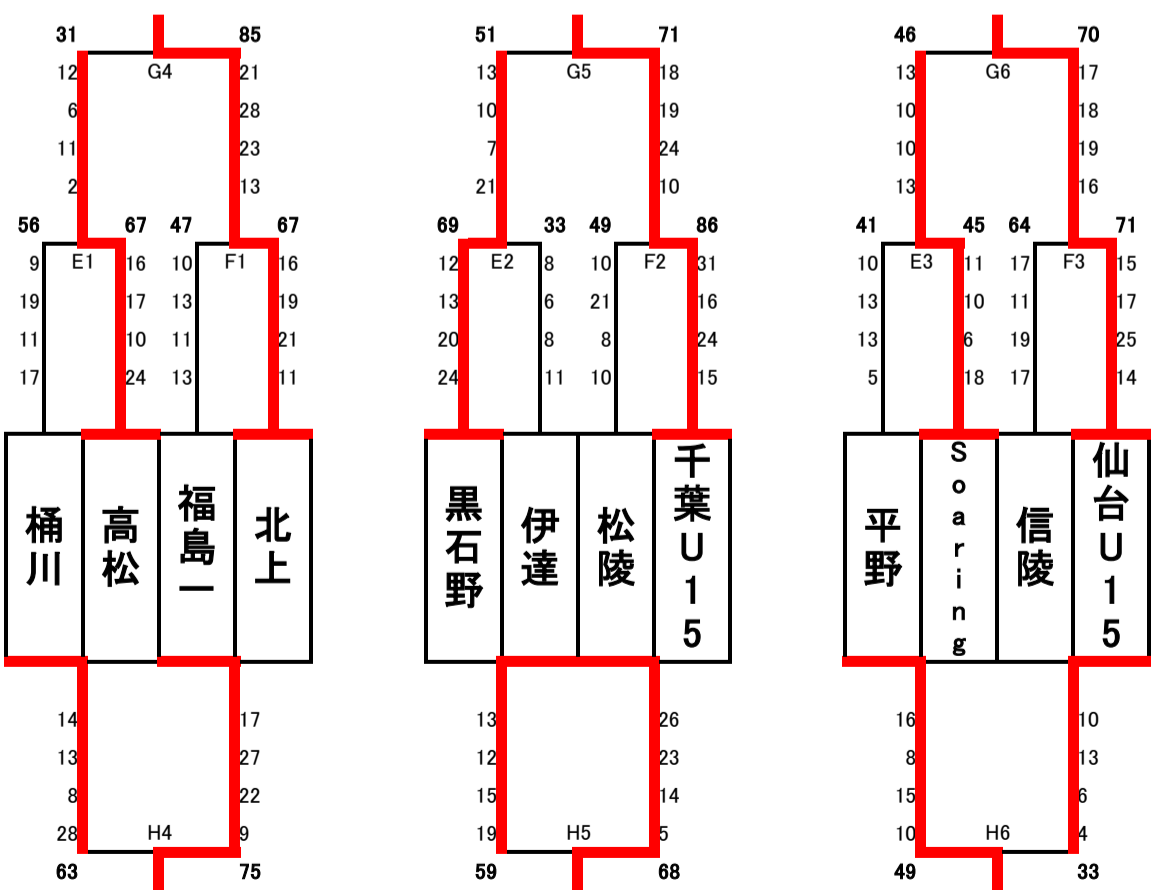 31 85 51 71 46 70
12 G4 21 13 G5 18 13 G6 17
6 28 10 19 10 18
11 23 7 24 10 19
2 13 21 10 13 16
56 67 47 67 69 33 49 86 41 45 64 71
9 E1 16 10 F1 16 12 E2 8 10 F2 31 10 E3 11 17 F3 15
19 17 13 19 13 6 21 16 13 10 11 17
11 10 11 21 20 8 8 24 13 6 19 25
17 24 13 11 24 11 10 15 5 18 17 14
桶川
高松
福島一
北上
黒石野
伊達
松陵
千葉U15
平野
Soaring
信陵
仙台U15
14 17 13 26 16 10
13 27 12 23 8 13
8 22 15 14 15 6
28 H4 9 19 H5 5 10 H6 4
63 75 59 68 49 33